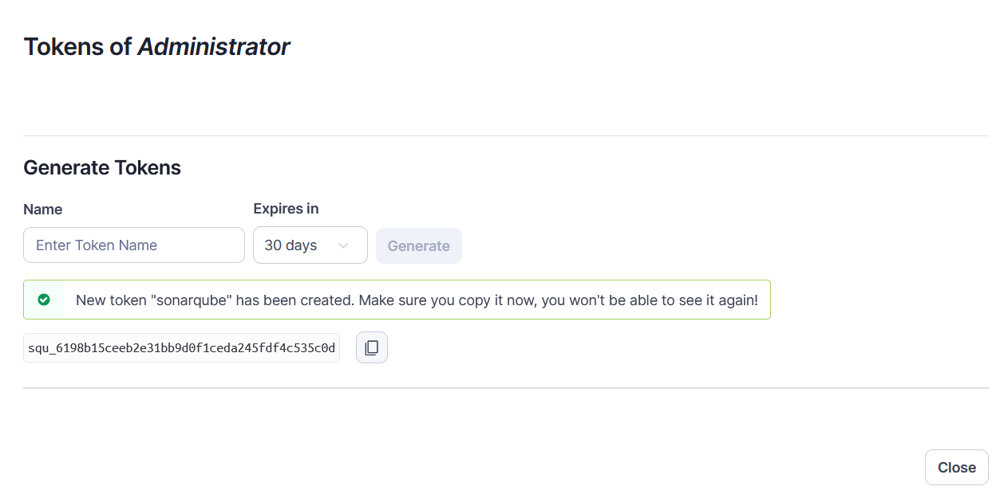 Tokens of Administrator
Generate Tokens
Name
Expires in
Enter Token Name
30 days
Generate
New token "sonarqube" has been created. Make sure you copy it now, you won't be able to see it again!
squ_6198b15ceeb2e31bb9d0f1ceda245fdf4c535c0d
Close